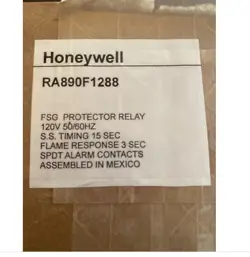 Honeywell
RA890F1288
FSG PROTECTOR RELAY
120V 50/60HZ
S.S. TIMING 15 SEC
FLAME RESPONSE 3 SEC
SPDT ALARM CONTACTS
ASSEMBLED IN MEXICO